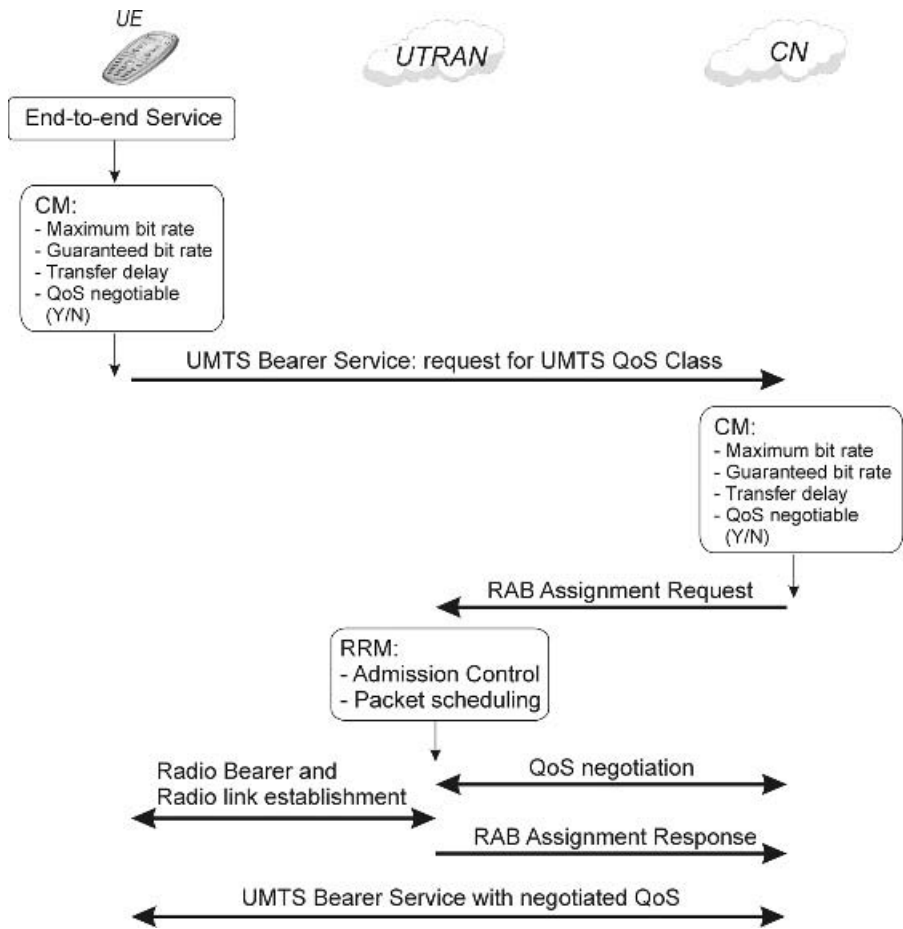 UE
UTRAN
CN
End-to-end Service
CM:
- Maximum bit rate
- Guaranteed bit rate
- Transfer delay
- QoS negotiable
(Y/N)
UMTS Bearer Service: request for UMTS QoS Class
CM:
- Maximum bit rate
- Guaranteed bit rate
- Transfer delay
- QoS negotiable
(Y/N)
RAB Assignment Request
RRM:
- Admission Control
- Packet scheduling
Radio Bearer and
Radio link establishment
QoS negotiation
RAB Assignment Response
UMTS Bearer Service with negotiated QoS